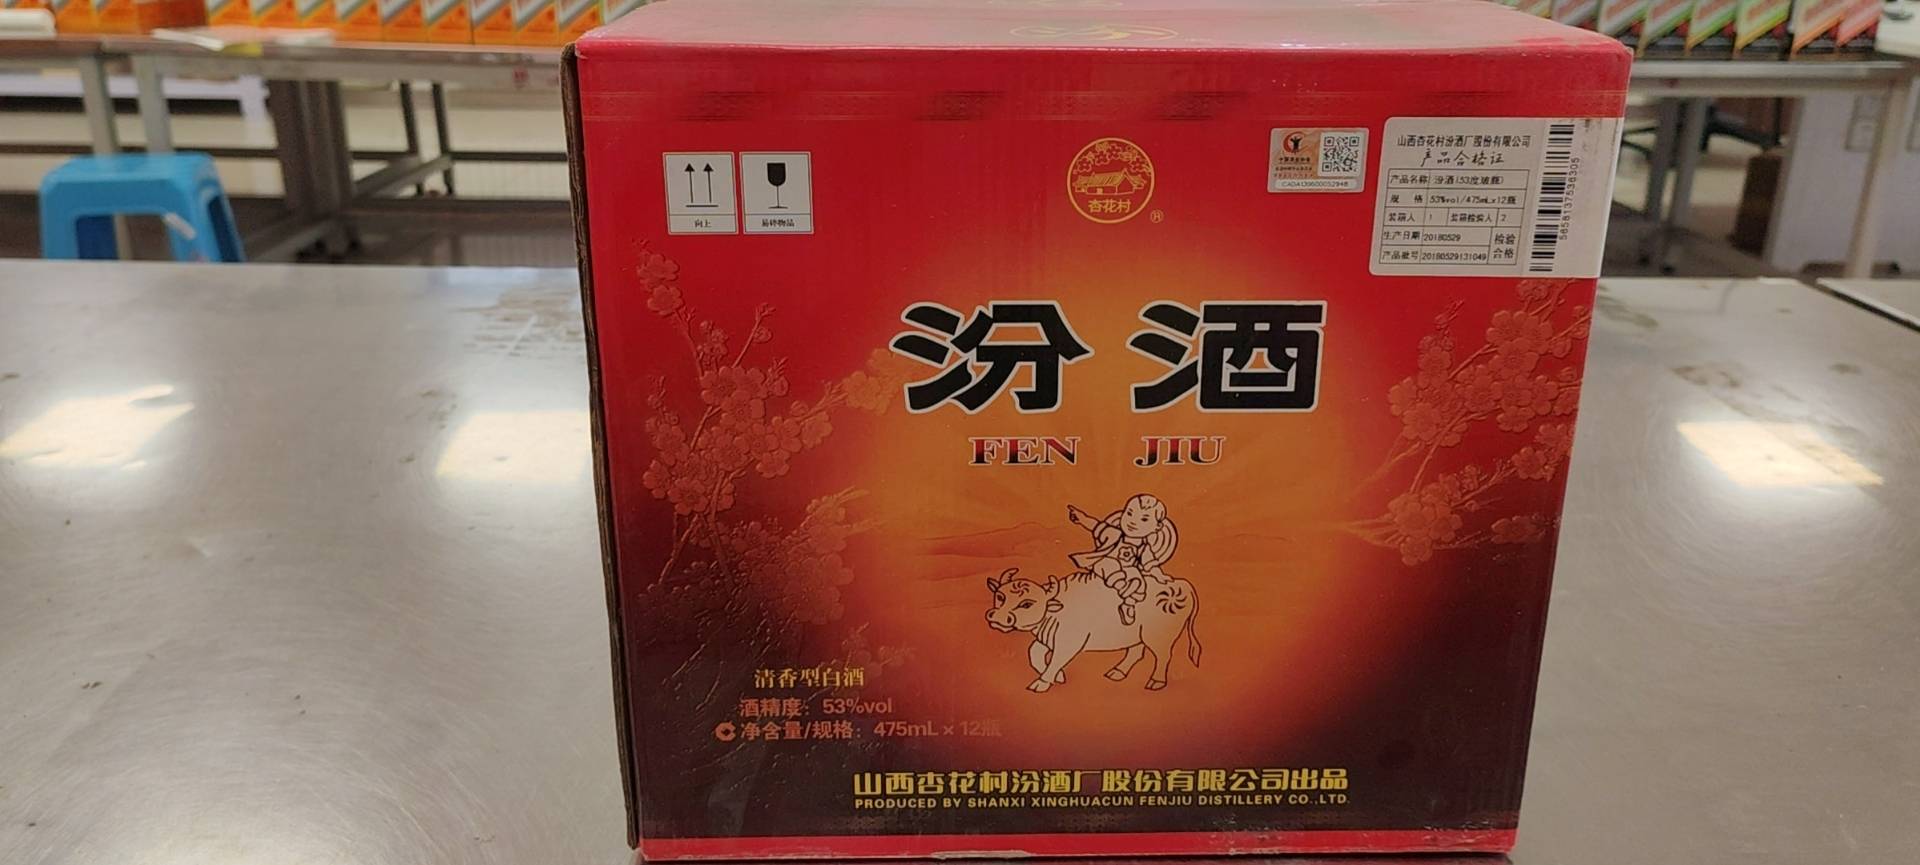 向上
易碎物品
杏花村
®
CADA139600052948
山西杏花村汾酒厂股份有限公司
产品合格证
产品名称 汾酒(53度玻瓶)
规 格 53%vol/475mL×12瓶
装箱人 1 装箱检验人 2
生产日期 20180529 检验
产品批号 20180529131049 合格
汾酒
FEN JIU
清香型白酒
酒精度：53%vol
净含量/规格：475mL×12瓶
山西杏花村汾酒厂股份有限公司出品
PRODUCED BY SHANXI XINGHUACUN FENJIU DISTILLERY CO.,LTD.